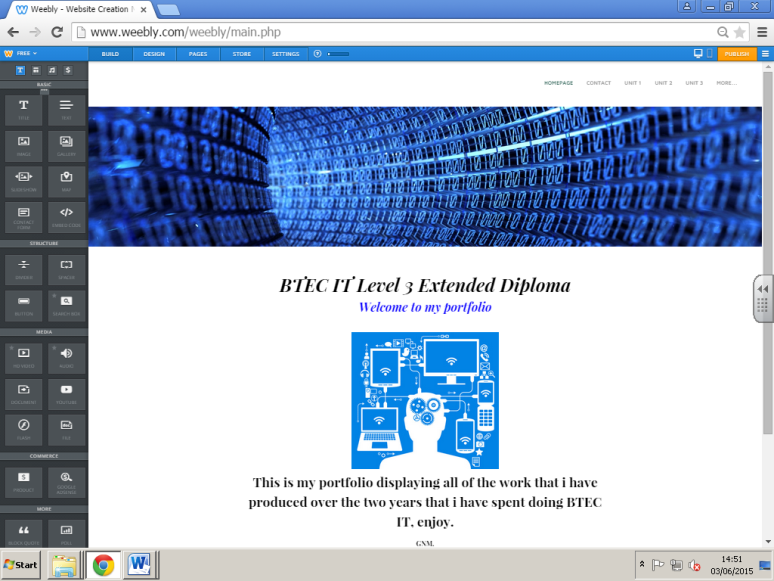 Weebly - Website Creation
www.weebly.com/weebly/main.php
FREE
BUILD DESIGN PAGES STORE SETTINGS
PUBLISH
BASIC
TITLE TEXT
IMAGE GALLERY
SLIDESHOW MAP
CONTACT FORM EMBED CODE
STRUCTURE
DIVIDER SPACER
BUTTON SEARCH BOX
MEDIA
HD VIDEO AUDIO
DOCUMENT YOUTUBE
FLASH FILE
COMMERCE
PRODUCT GOOGLE ADSENSE
MORE
BLOCK QUOTE POLL
HOMEPAGE CONTACT UNIT 1 UNIT 2 UNIT 3 MORE...
BTEC IT Level 3 Extended Diploma
Welcome to my portfolio
This is my portfolio displaying all of the work that i have
produced over the two years that i have spent doing BTEC
IT, enjoy.
GNM.
Start
14:51
03/06/2015